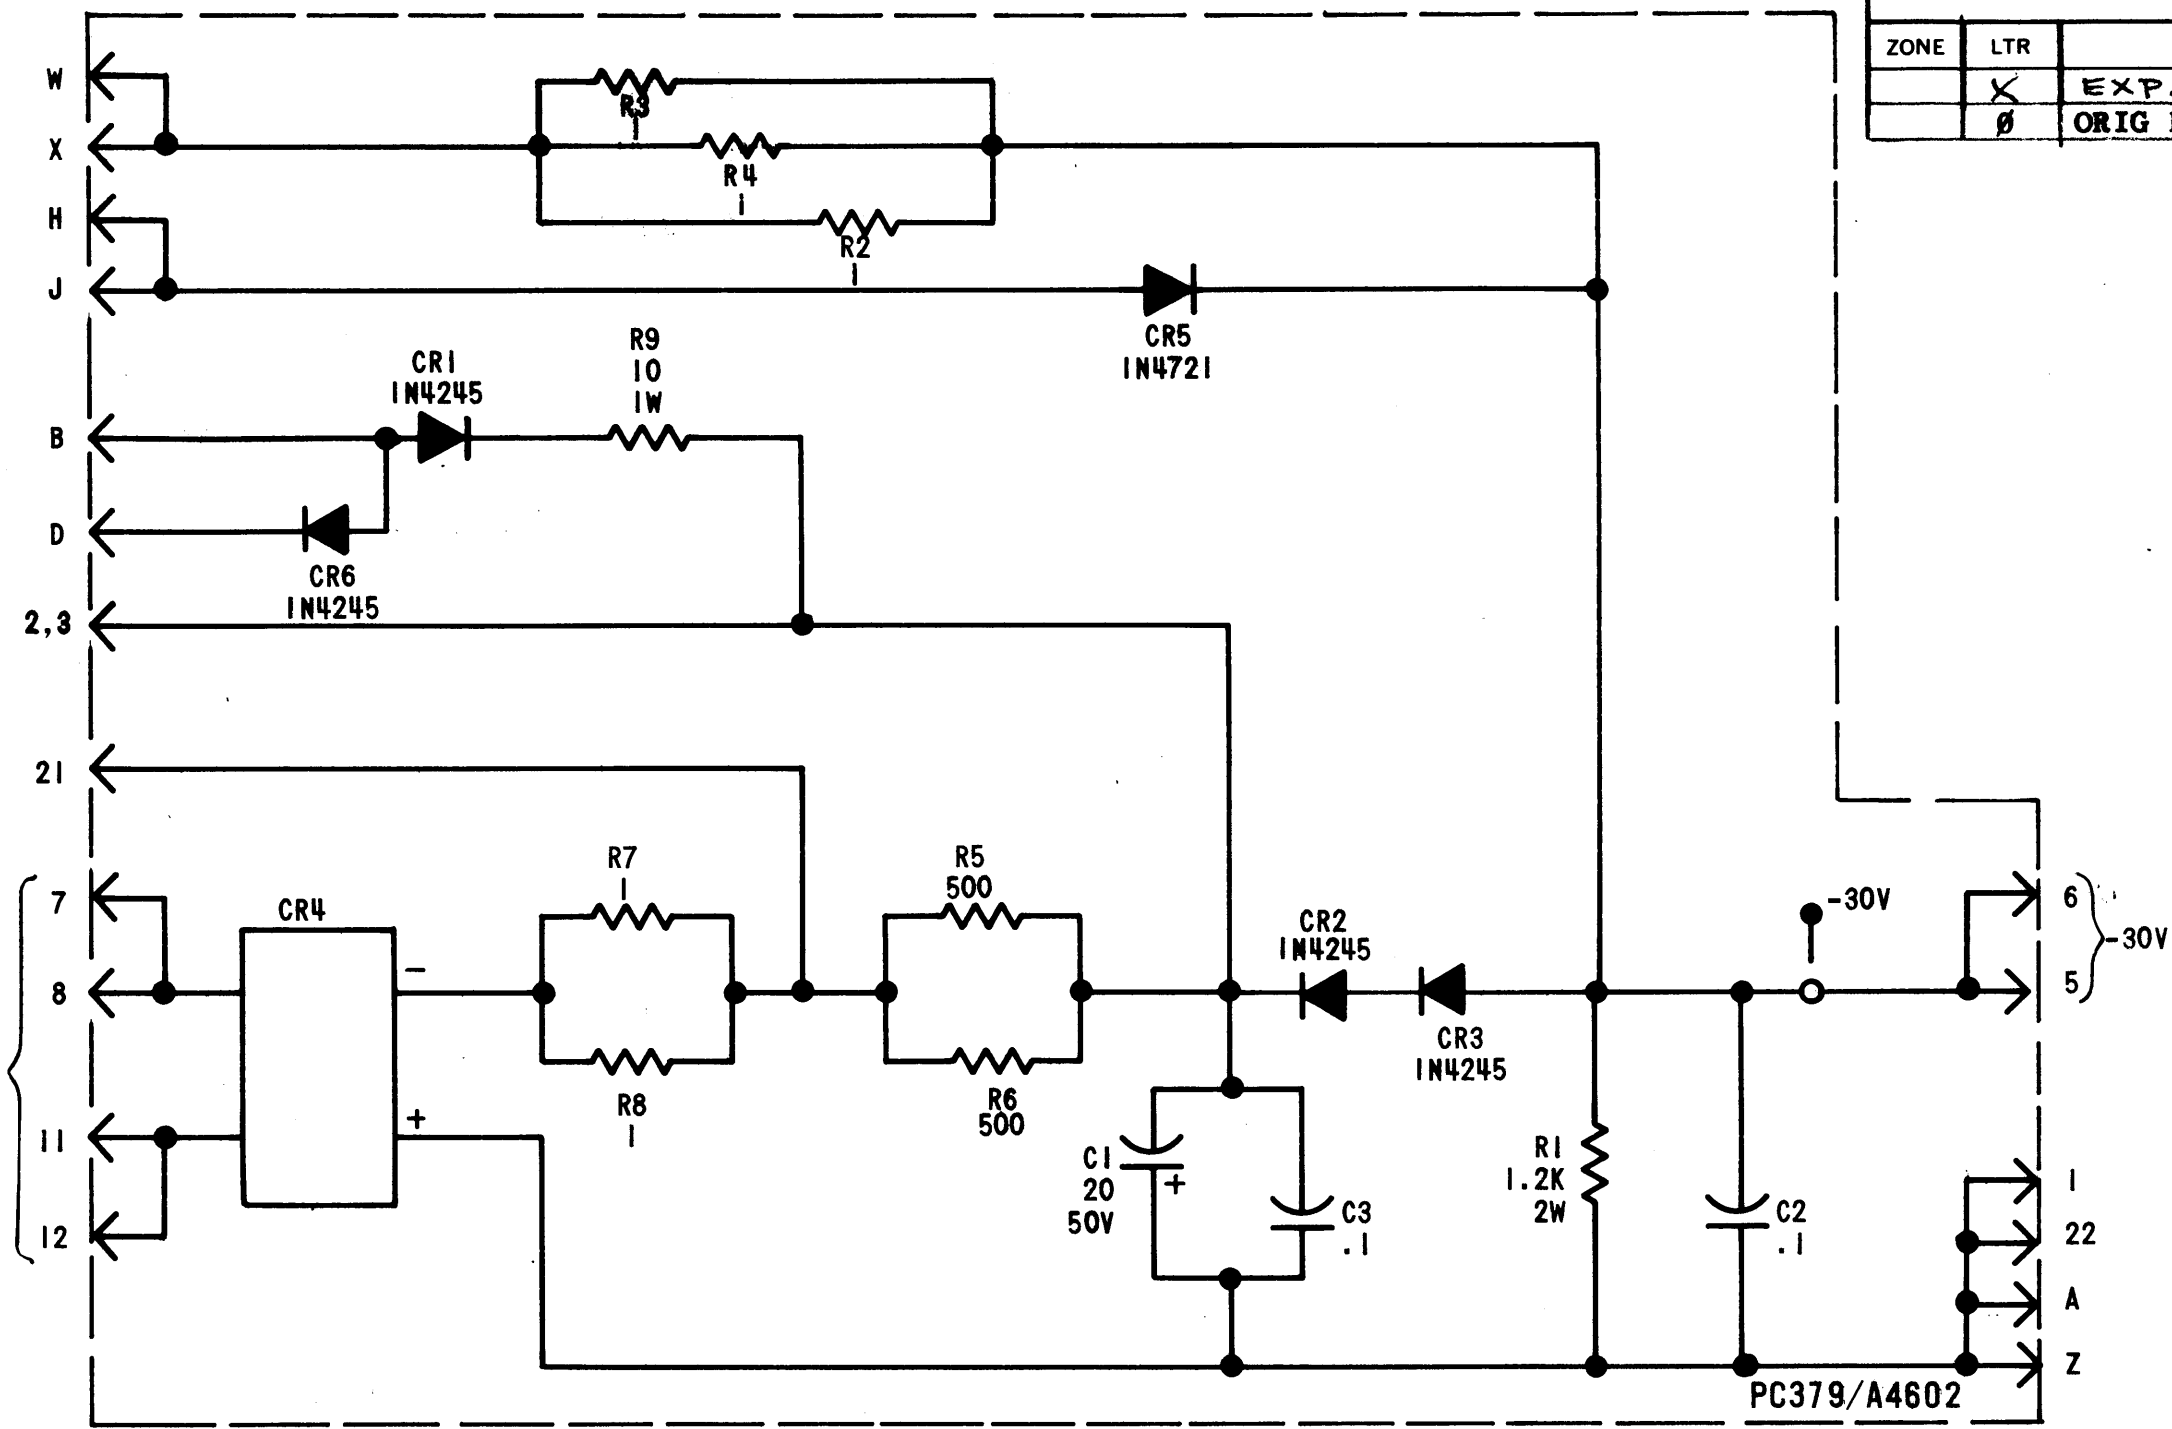 ZONE LTR
X EXP.
Ø ORIG
W
X
H
J
B
D
2,3
21
7
8
11
12
R3
1
R4
1
R2
1
CR5
1N4721
CR1
1N4245
R9
10
1W
CR6
1N4245
CR4
-
+
R7
1
R8
1
R5
500
R6
500
CR2
1N4245
CR3
1N4245
C1
20
50V
+
C3
.1
R1
1.2K
2W
C2
.1
-30V
6
5
-30V
1
22
A
Z
PC379/A4602